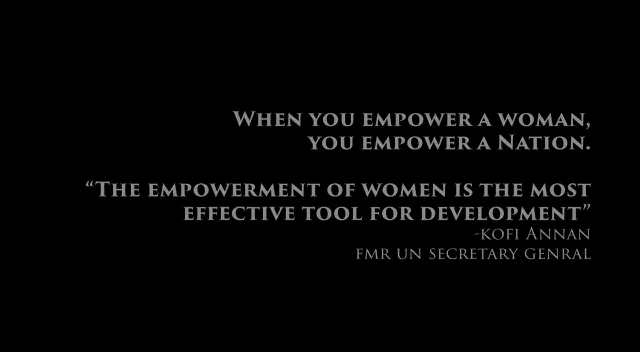 When you empower a woman,
you empower a Nation.
“The empowerment of women is the most
effective tool for development”
-kofi Annan
fmr un secretary genral